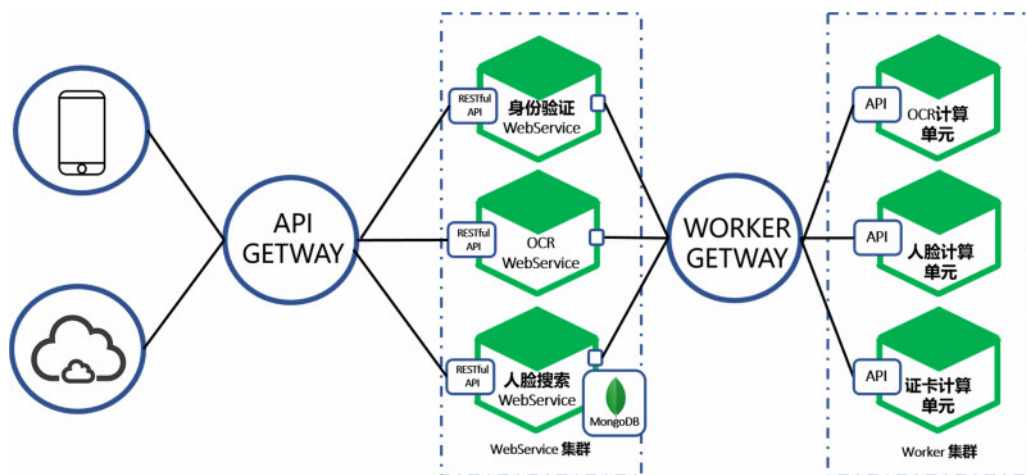 API
GETWAY
RESTful
API
身份验证
WebService
RESTful
API
OCR
WebService
RESTful
API
人脸搜索
WebService
MongoDB
WebService 集群
WORKER
GETWAY
API
OCR计算
单元
API
人脸计算
单元
API
证卡计算
单元
Worker 集群